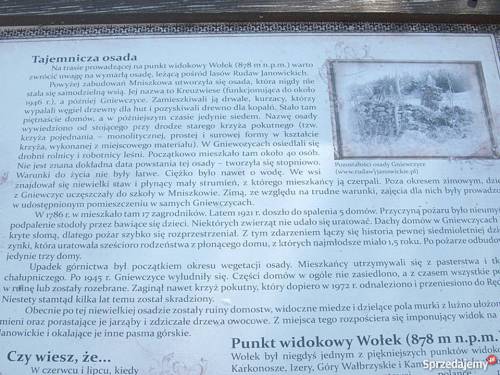 Tajemnicza osada
Na trasie prowadzącej na punkt widokowy Wołek (878 m n.p.m.) warto
zwrócić uwagę na wymarłą osadę, leżącą pośród lasów Rudaw Janowickich.
Powyżej zabudowań Mniszkowa utworzyła się osada, która nigdy nie
stała się samodzielną wsią. Jej nazwa to Kreuzwiese (funkcjonująca do około
1946 r.), a później Gniewczyce. Zamieszkiwali ją drwale, kurzacy, którzy
wypalali węgiel drzewny dla hut i pozyskiwali drewno dla kopalń. Stało tam
piętnaście domów, a w późniejszym czasie jedynie siedem. Nazwę osady
wywiedziono od stojącego przy drodze starego krzyża pokutnego (tzw.
krzyża pojednania – monolitycznej, prostej i surowej formy w kształcie
krzyża, wykonanej z miejscowego materiału). W Gniewczycach osiedlali się
drobni rolnicy i robotnicy leśni. Początkowo mieszkało tam około 40 osób.
Nie jest znana dokładna data powstania tej osady – tworzyła się stopniowo.
Warunki do życia nie były łatwe. Ciężko było nawet o wodę. We wsi
znajdował się niewielki staw i płynący mały strumień, z którego mieszkańcy ją czerpali. Poza okresem zimowym, dzie
z Gniewczyc uczęszczały do szkoły w Mniszkowie. Zimą, ze względu na trudne warunki, zajęcia dla nich prowadzo
w udostępnionym pomieszczeniu w samych Gniewczycach.
Pozostałości osady Gniewczyce
(www.rudawyjanowickie.pl)
W 1786 r. w mieszkało tam 17 zagrodników. Latem 1921 r. doszło do spalenia 5 domów. Przyczyną pożaru było nieumyś
podpalenie stodoły przez bawiące się dzieci. Niektórych zwierząt nie udało się uratować. Dachy domów w Gniewczycach
kryte słomą, dlatego pożar szybko się rozprzestrzeniał. Z tym zdarzeniem łączy się historia pewnej siedmioletniej dzie
zynki, która uratowała sześcioro rodzeństwa z płonącego domu, z których najmłodsze miało 1,5 roku. Po pożarze odbudo
jedynie trzy domy.
Upadek górnictwa był początkiem okresu wegetacji osady. Mieszkańcy utrzymywali się z pasterstwa i tk
chałupniczego. Po 1945 r. Gniewczyce wyludniły się. Części domów w ogóle nie zasiedlono, a z czasem wszystkie po
w ruinę lub zostały rozebrane. Zaginął nawet krzyż pokutny, który dopiero w 1972 r. odnaleziono i przeniesiono do Ręd
Niestety stamtąd kilka lat temu został skradziony.
Obecnie po tej niewielkiej osadzie zostały ruiny domostw, widoczne miedze i dzielące pola murki z luźno ułożo
mieni oraz porastające je jarząby i zdziczałe drzewa owocowe. Z miejsca tego rozpościera się imponujący widok na
Janowickie i okalające je inne pasma górskie.
Czy wiesz, że...
W czerwcu i lipcu, kiedy
Punkt widokowy Wołek (878 m n.p.m.
Wołek był niegdyś jednym z piękniejszych punktów widoko
Karkonosze, Izery, Góry Wałbrzyskie i Kam
polance
Sprzedajemy